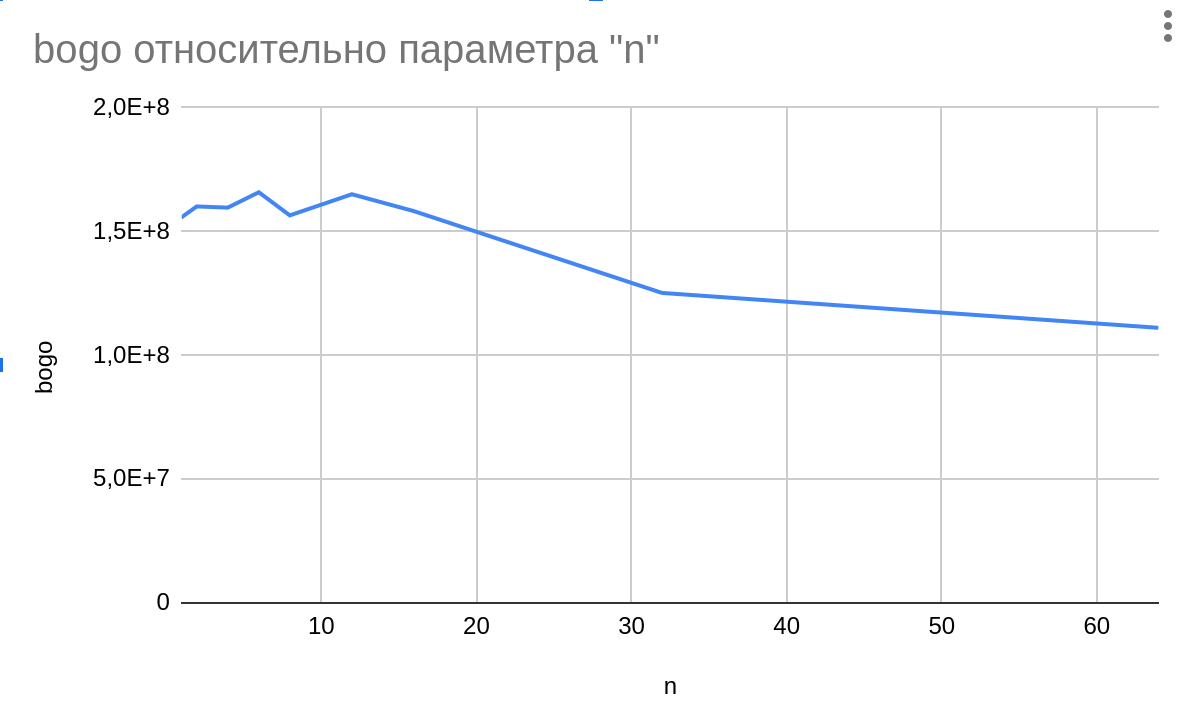 bogo относительно параметра "n"
2,0E+8
1,5E+8
1,0E+8
5,0E+7
0
bogo
10 20 30 40 50 60
n